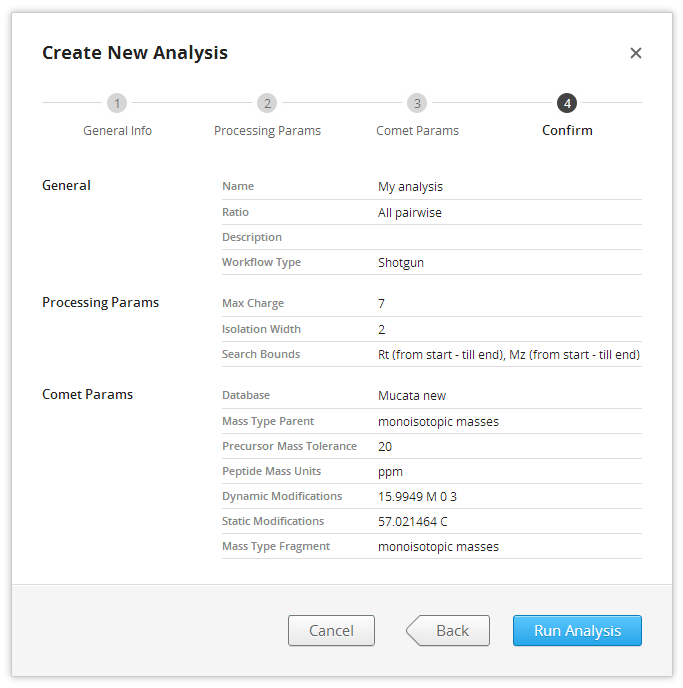 Create New Analysis ×
1 2 3 4
General Info Processing Params Comet Params Confirm
General Name My analysis
Ratio All pairwise
Description
Workflow Type Shotgun
Processing Params Max Charge 7
Isolation Width 2
Search Bounds Rt (from start - till end), Mz (from start - till end)
Comet Params Database Mucata new
Mass Type Parent monoisotopic masses
Precursor Mass Tolerance 20
Peptide Mass Units ppm
Dynamic Modifications 15.9949 M 0 3
Static Modifications 57.021464 C
Mass Type Fragment monoisotopic masses
Cancel Back Run Analysis